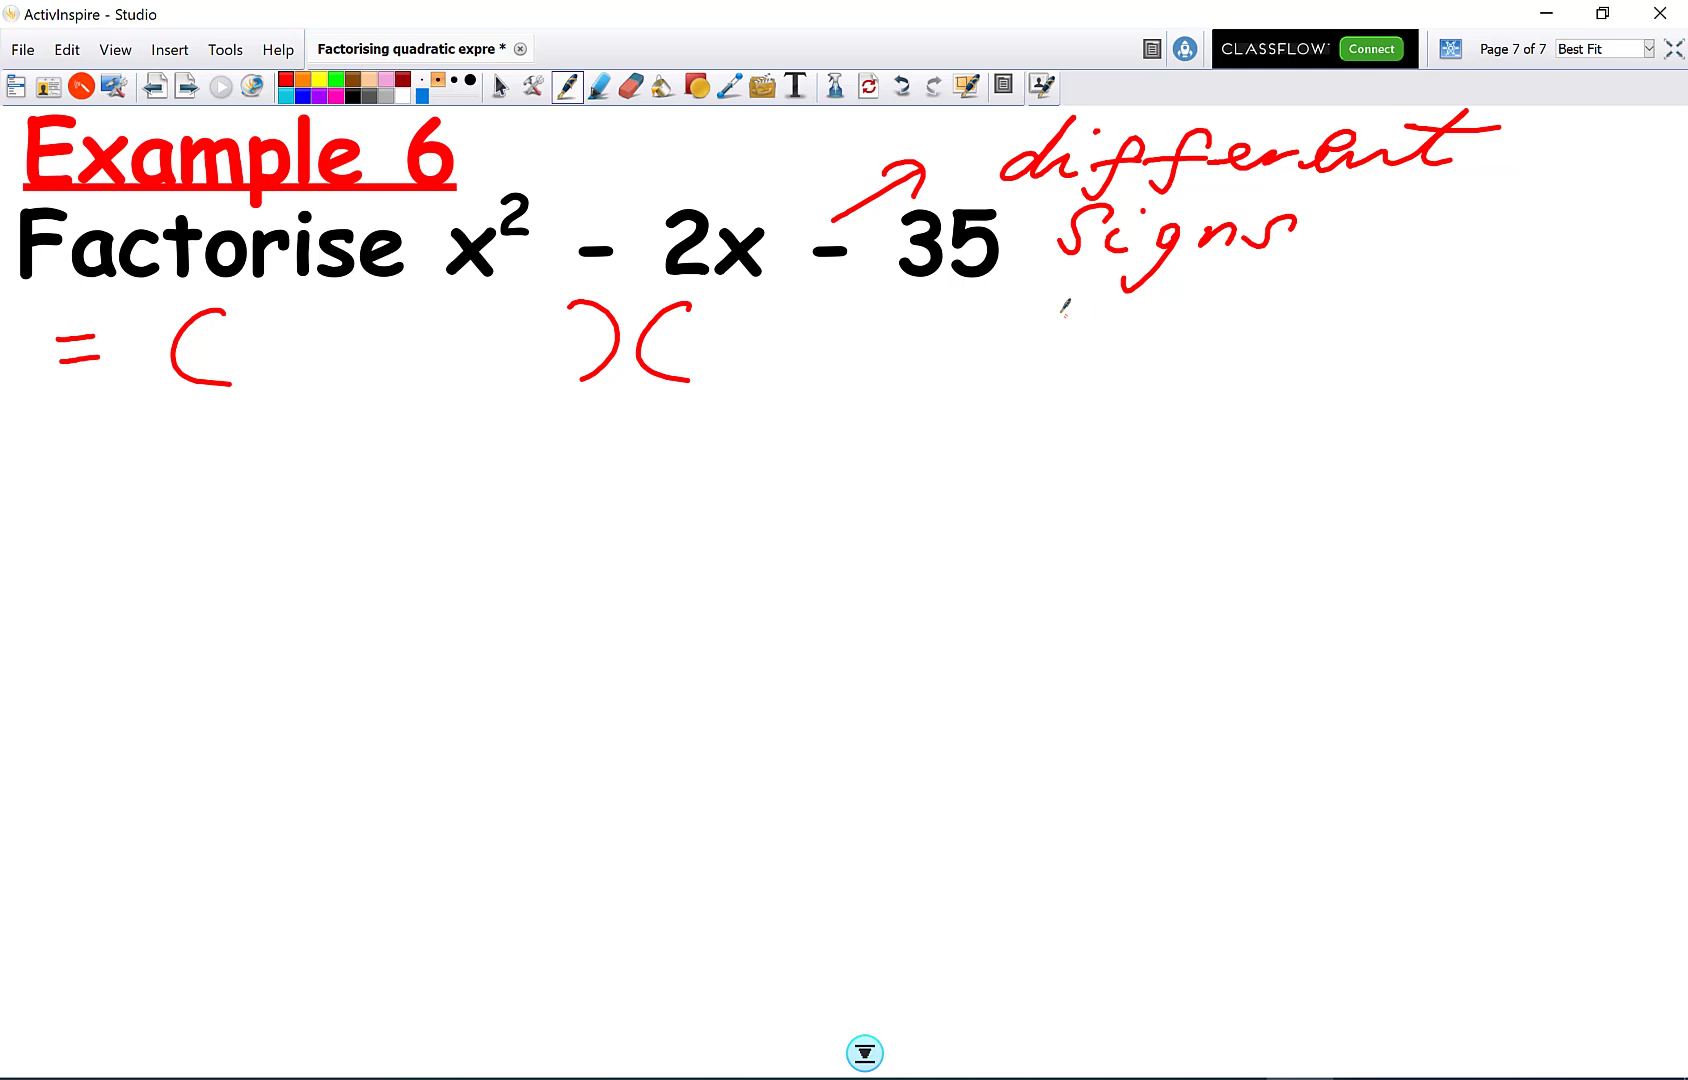 ActivInspire - Studio
File Edit View Insert Tools Help Factorising quadratic expre * CLASSFLOW Connect Page 7 of 7 Best Fit
Example 6 different
Factorise x² - 2x - 35 signs
= ( )(